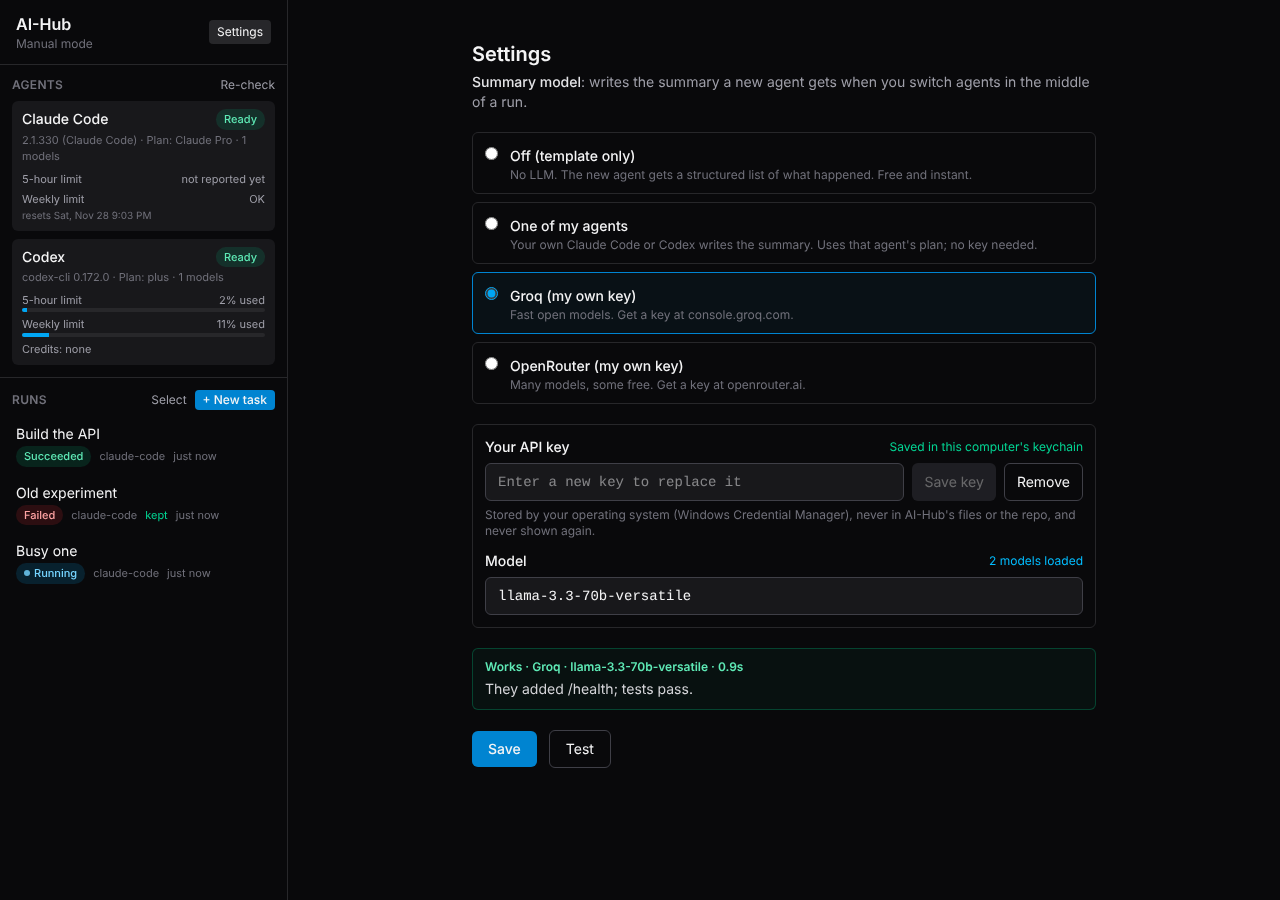 AI-Hub
Manual mode
Settings
AGENTS
Re-check
Claude Code
Ready
2.1.330 (Claude Code) · Plan: Claude Pro · 1
models
5-hour limit
not reported yet
Weekly limit
OK
resets Sat, Nov 28 9:03 PM
Codex
Ready
codex-cli 0.172.0 · Plan: plus · 1 models
5-hour limit
2% used
Weekly limit
11% used
Credits: none
RUNS
Select
+ New task
Build the API
Succeeded
claude-code
just now
Old experiment
Failed
claude-code
kept
just now
Busy one
Running
claude-code
just now
Settings
Summary model: writes the summary a new agent gets when you switch agents in the middle
of a run.
Off (template only)
No LLM. The new agent gets a structured list of what happened. Free and instant.
One of my agents
Your own Claude Code or Codex writes the summary. Uses that agent's plan; no key needed.
Groq (my own key)
Fast open models. Get a key at console.groq.com.
OpenRouter (my own key)
Many models, some free. Get a key at openrouter.ai.
Your API key
Saved in this computer's keychain
Enter a new key to replace it
Save key
Remove
Stored by your operating system (Windows Credential Manager), never in AI-Hub's files or the repo, and
never shown again.
Model
2 models loaded
llama-3.3-70b-versatile
Works · Groq · llama-3.3-70b-versatile · 0.9s
They added /health; tests pass.
Save
Test